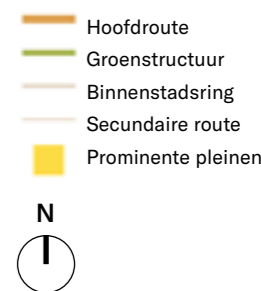 Hoofdroute
Groenstructuur
Binnenstadsring
Secundaire route
Prominente pleinen
N